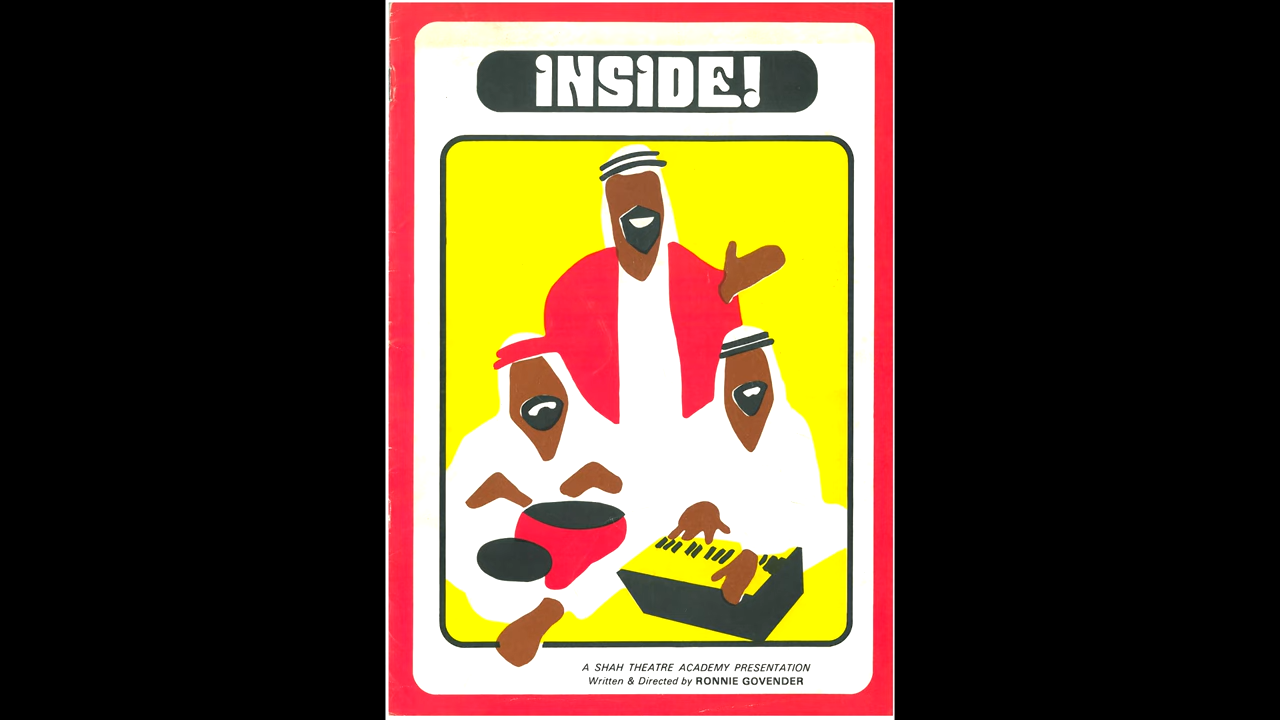 iNSiDE!
A SHAH THEATRE ACADEMY PRESENTATION
Written & Directed by RONNIE GOVENDER